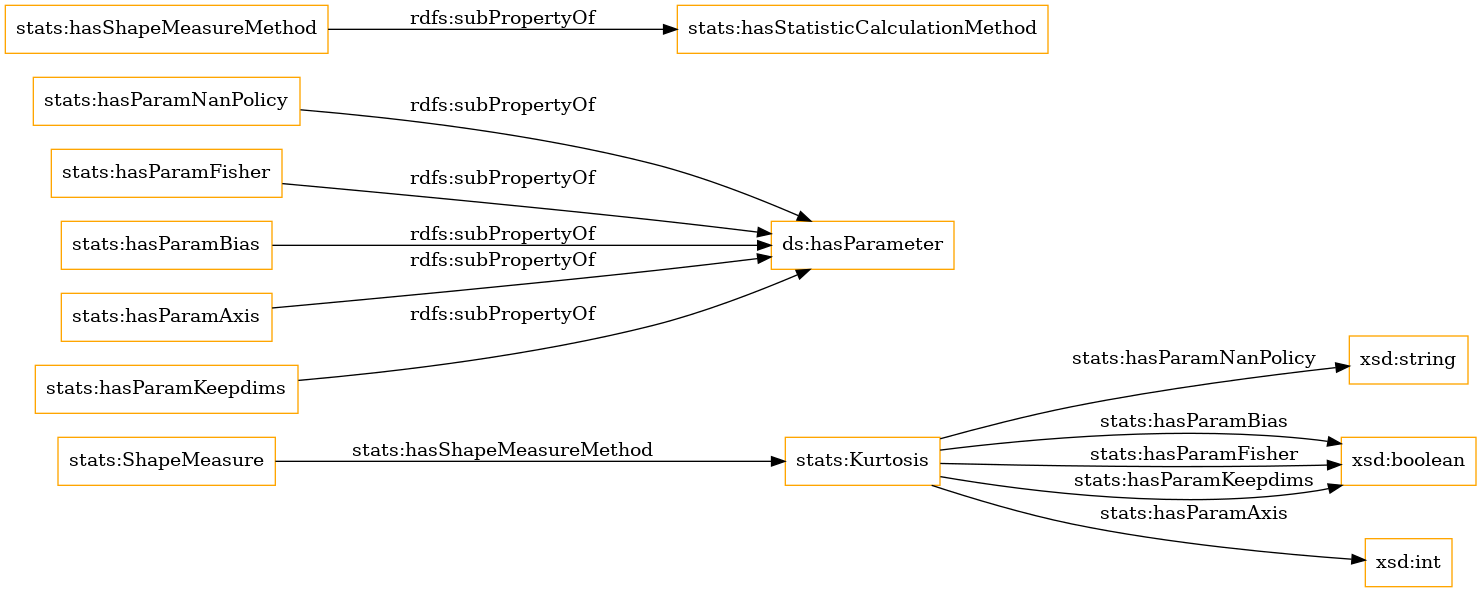 stats:hasShapeMeasureMethod
rdfs:subPropertyOf
stats:hasStatisticCalculationMethod
stats:hasParamNanPolicy
rdfs:subPropertyOf
stats:hasParamFisher
rdfs:subPropertyOf
stats:hasParamBias
rdfs:subPropertyOf
ds:hasParameter
rdfs:subPropertyOf
stats:hasParamAxis
rdfs:subPropertyOf
stats:hasParamKeepdims
stats:ShapeMeasure
stats:hasShapeMeasureMethod
stats:Kurtosis
stats:hasParamNanPolicy
xsd:string
stats:hasParamBias
stats:hasParamFisher
xsd:boolean
stats:hasParamKeepdims
stats:hasParamAxis
xsd:int